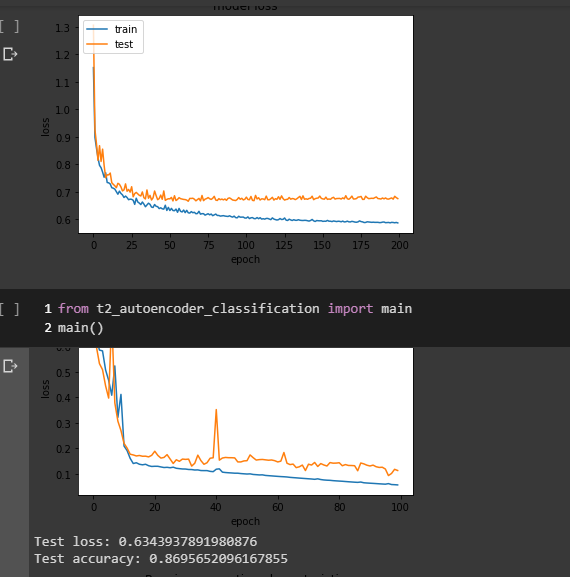 model loss
[ ]
1.3
1.2
1.1
1.0
0.9
0.8
0.7
0.6
loss
train
test
0 25 50 75 100 125 150 175 200
epoch
[ ]
1 from t2_autoencoder_classification import main
2 main()
0.6
0.5
0.4
0.3
0.2
0.1
loss
0 20 40 60 80 100
epoch
Test loss: 0.6343937891980876
Test accuracy: 0.8695652096167855